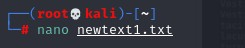 ┌──(root💀kali)-[~]
└─# nano newtext1.txt